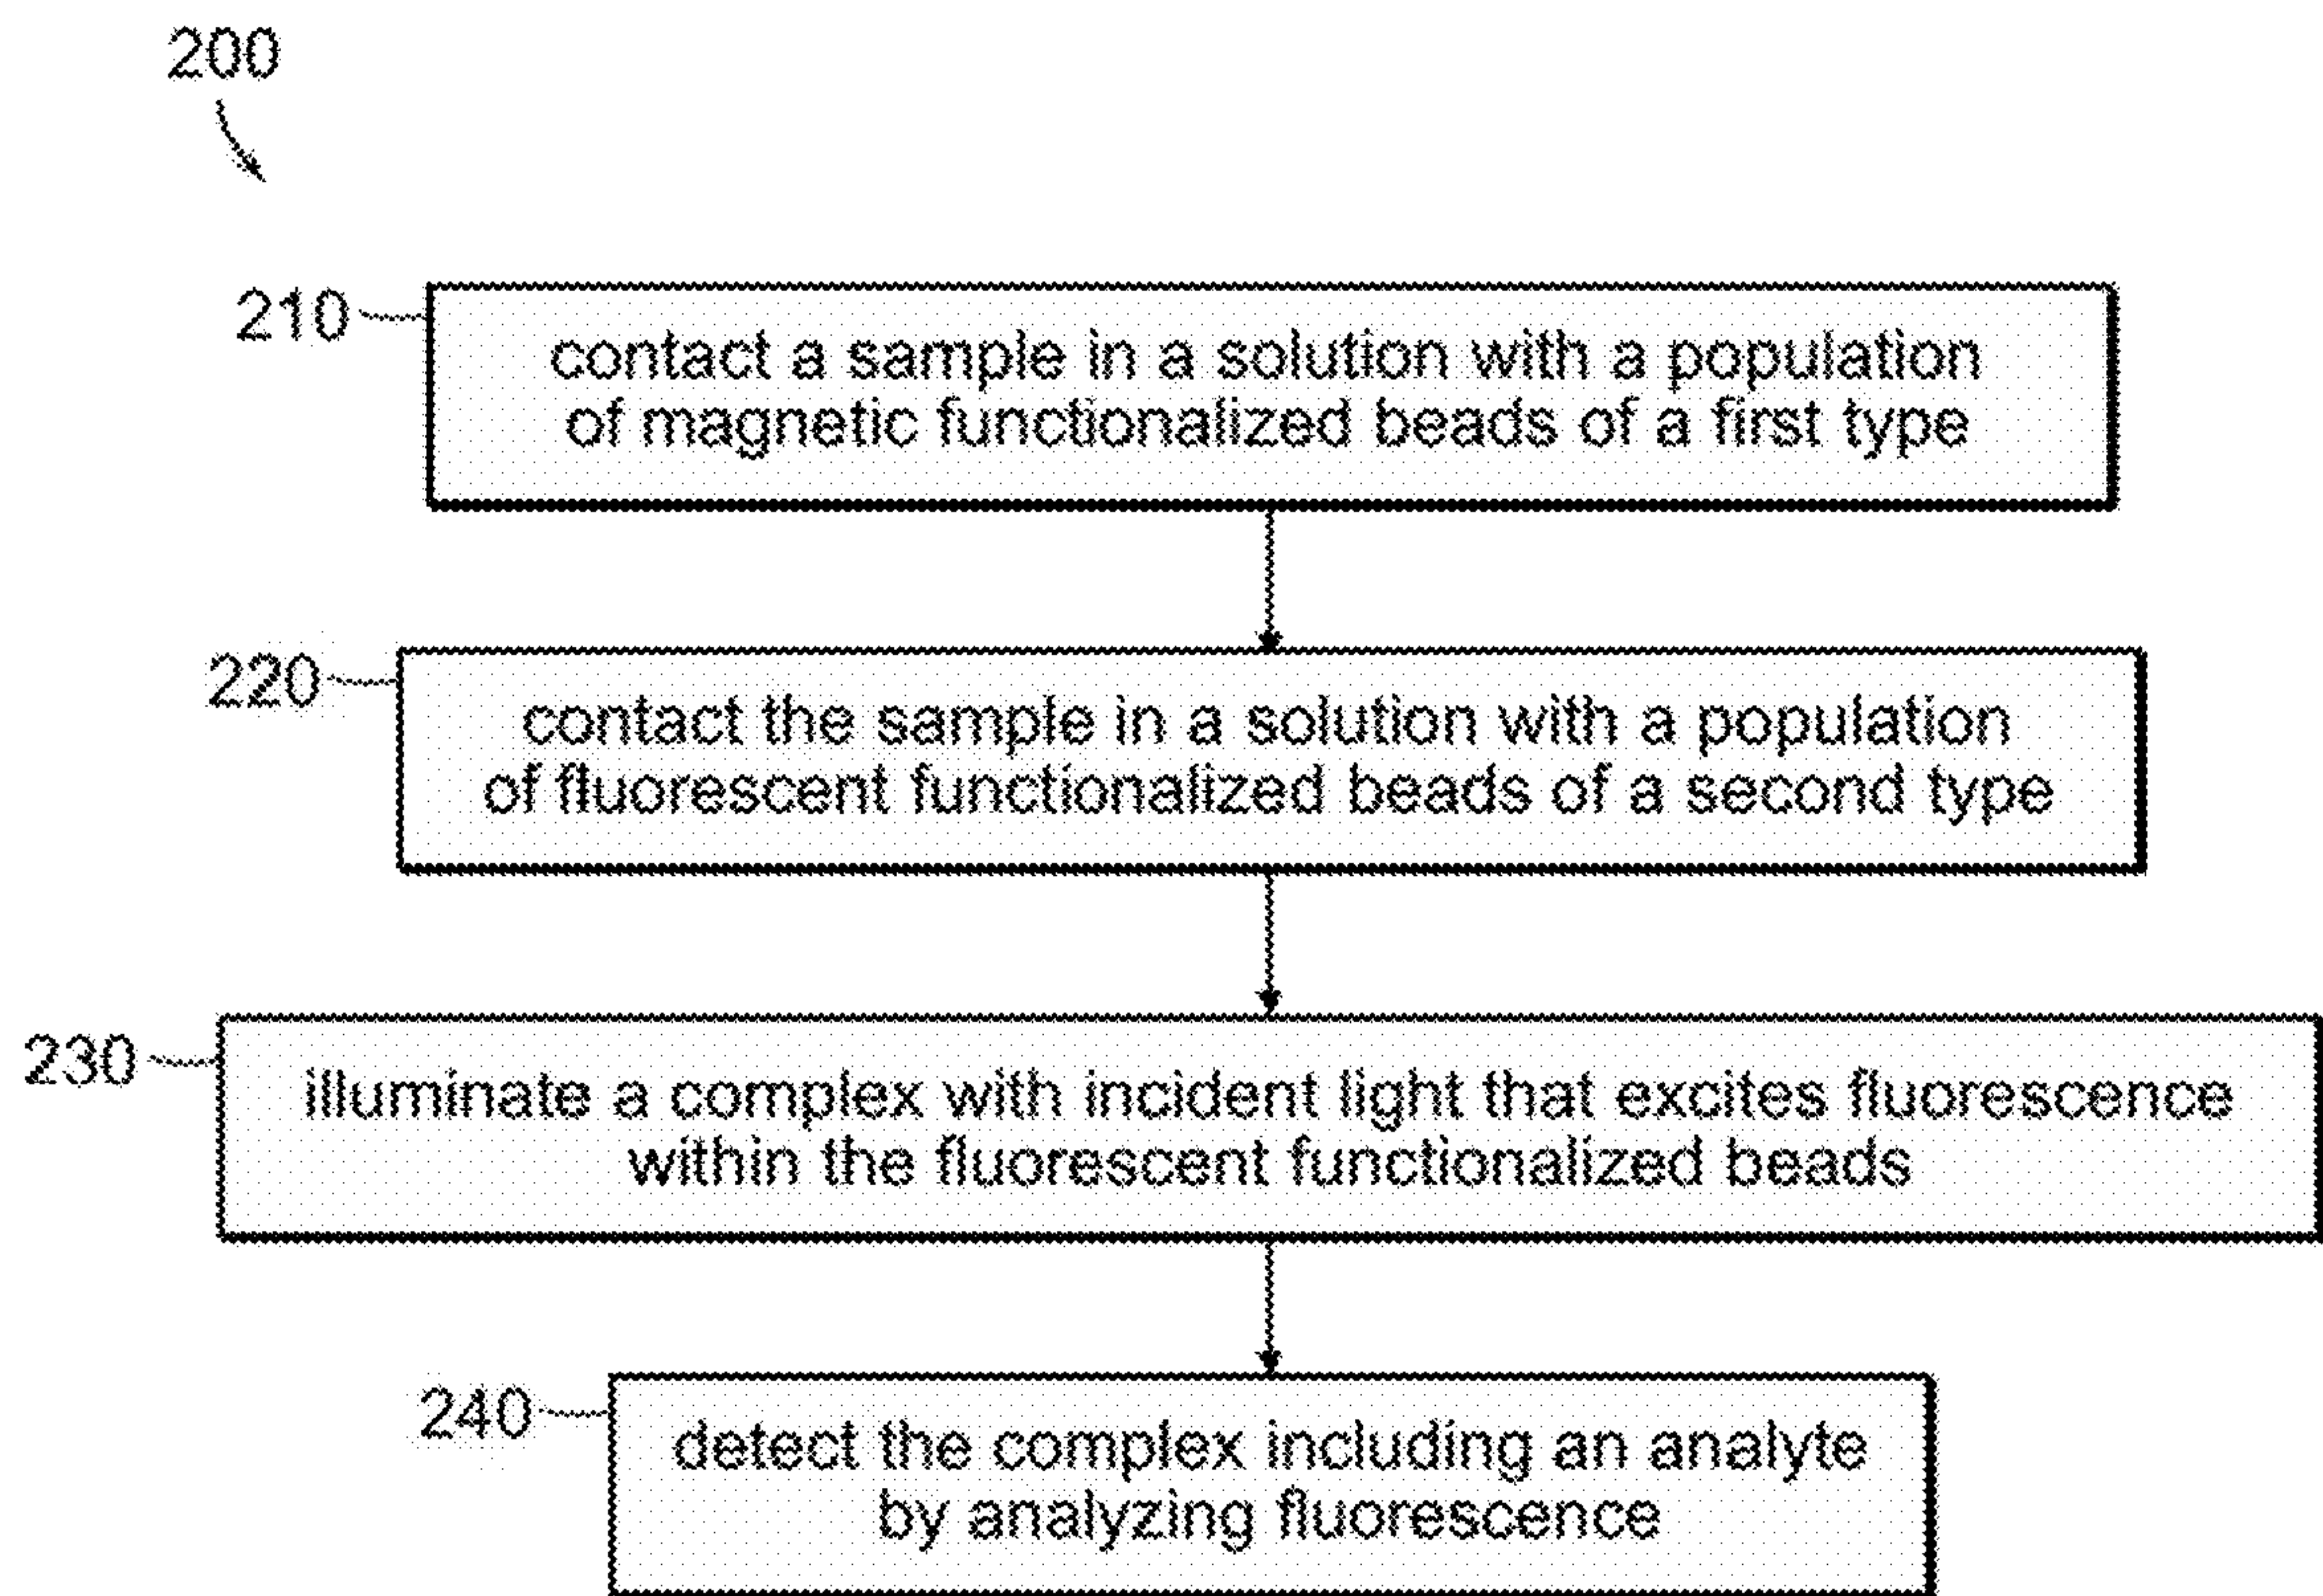 200
210
contact a sample in a solution with a population
of magnetic functionalized beads of a first type
220
contact the sample in a solution with a population
of fluorescent functionalized beads of a second type
230
illuminate a complex with incident light that excites fluorescence
within the fluorescent functionalized beads
240
detect the complex including an analyte
by analyzing fluorescence